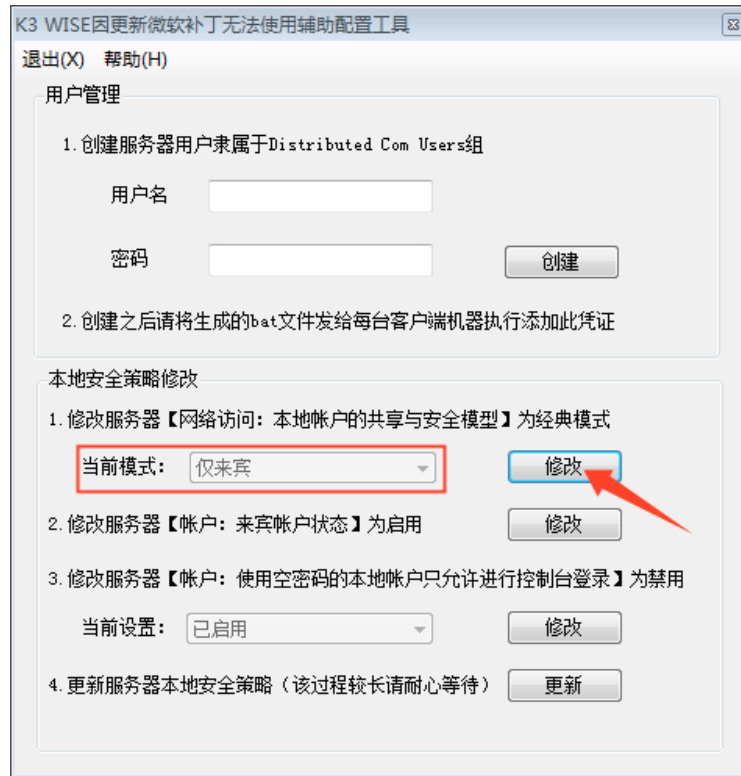 K3 WISE因更新微软补丁无法使用辅助配置工具
退出(X) 帮助(H)
用户管理
1.创建服务器用户隶属于Distributed Com Users组
用户名
密码
创建
2.创建之后请将生成的bat文件发给每台客户端机器执行添加此凭证
本地安全策略修改
1.修改服务器【网络访问：本地帐户的共享与安全模型】为经典模式
当前模式： 仅来宾 修改
2.修改服务器【帐户：来宾帐户状态】为启用 修改
3.修改服务器【帐户：使用空密码的本地帐户只允许进行控制台登录】为禁用
当前设置： 已启用 修改
4.更新服务器本地安全策略（该过程较长请耐心等待） 更新